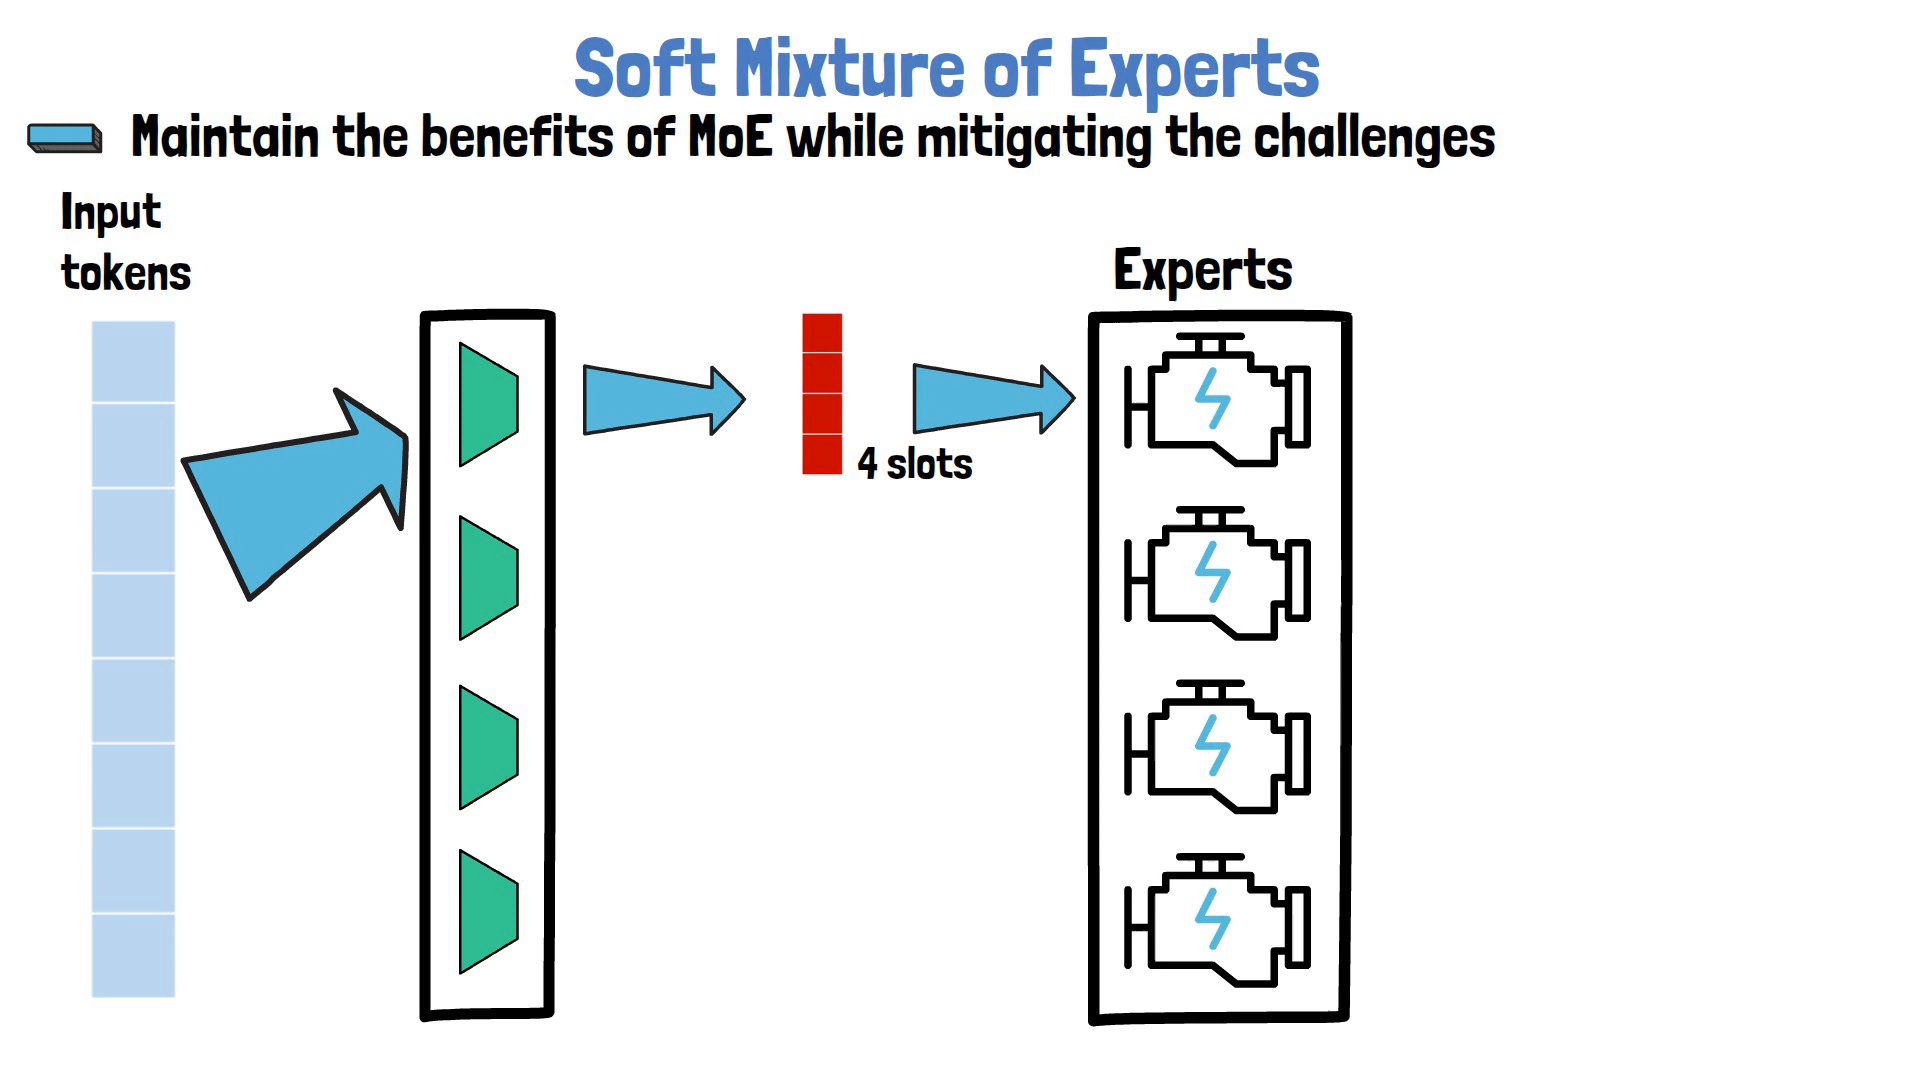 Soft Mixture of Experts
Maintain the benefits of MoE while mitigating the challenges
Input
tokens
Experts
4 slots